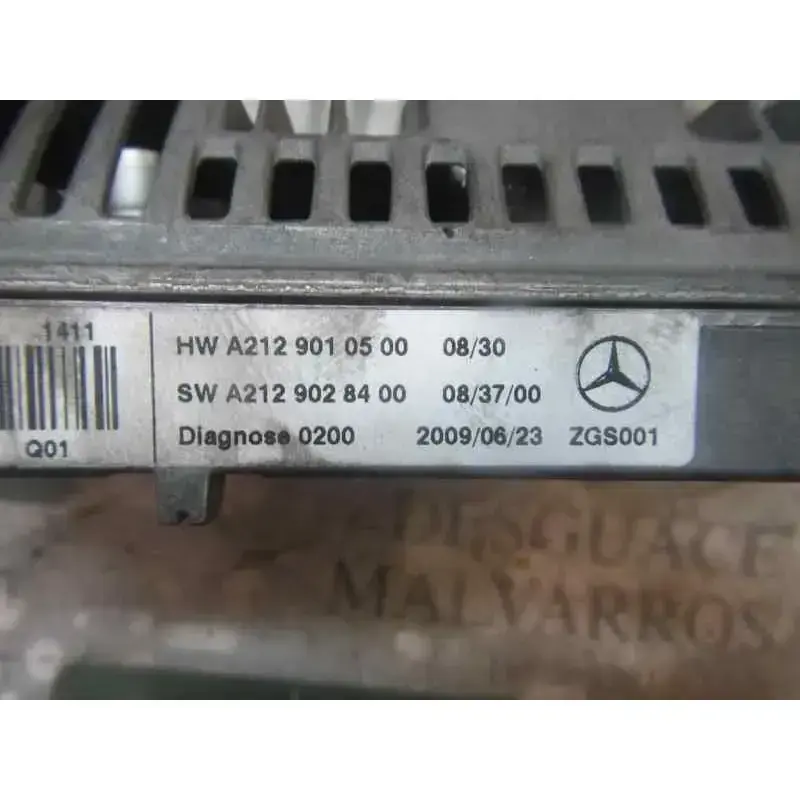 1411
HW A212 901 05 00 08/30
SW A212 902 84 00 08/37/00
Diagnose 0200 2009/06/23 ZGS001
Q01
DESGUACE
MALVARROSA